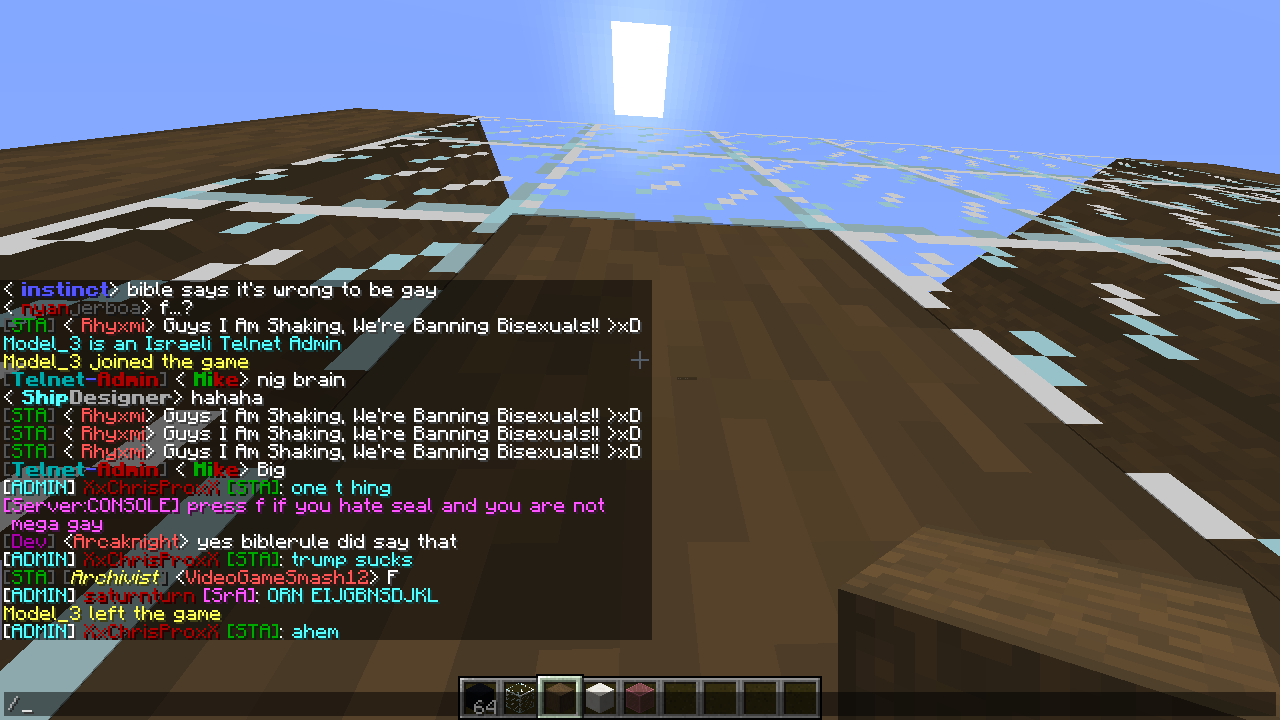 < instinct> bible says it's wrong to be gay
< nyanjerboa> f...?
[STA] < Rhyxmi> Guys I Am Shaking, We're Banning Bisexuals!! >xD
Model_3 is an Israeli Telnet Admin
Model_3 joined the game
[Telnet-Admin] < Mike> nig brain
< ShipDesigner> hahaha
[STA] < Rhyxmi> Guys I Am Shaking, We're Banning Bisexuals!! >xD
[STA] < Rhyxmi> Guys I Am Shaking, We're Banning Bisexuals!! >xD
[STA] < Rhyxmi> Guys I Am Shaking, We're Banning Bisexuals!! >xD
[Telnet-Admin] < Mike> Big
[ADMIN] XxChrisProxX [STA]: one t hing
[Server:CONSOLE] press f if you hate seal and you are not
mega gay
[Dev] <Arcaknight> yes biblerule did say that
[ADMIN] XxChrisProxX [STA]: trump sucks
[STA] [Archivist] <VideoGameSmash12> F
[ADMIN] saturnturn [SrA]: ORN EIJGBNSDJKL
Model_3 left the game
[ADMIN] XxChrisProxX [STA]: ahem
64
/_